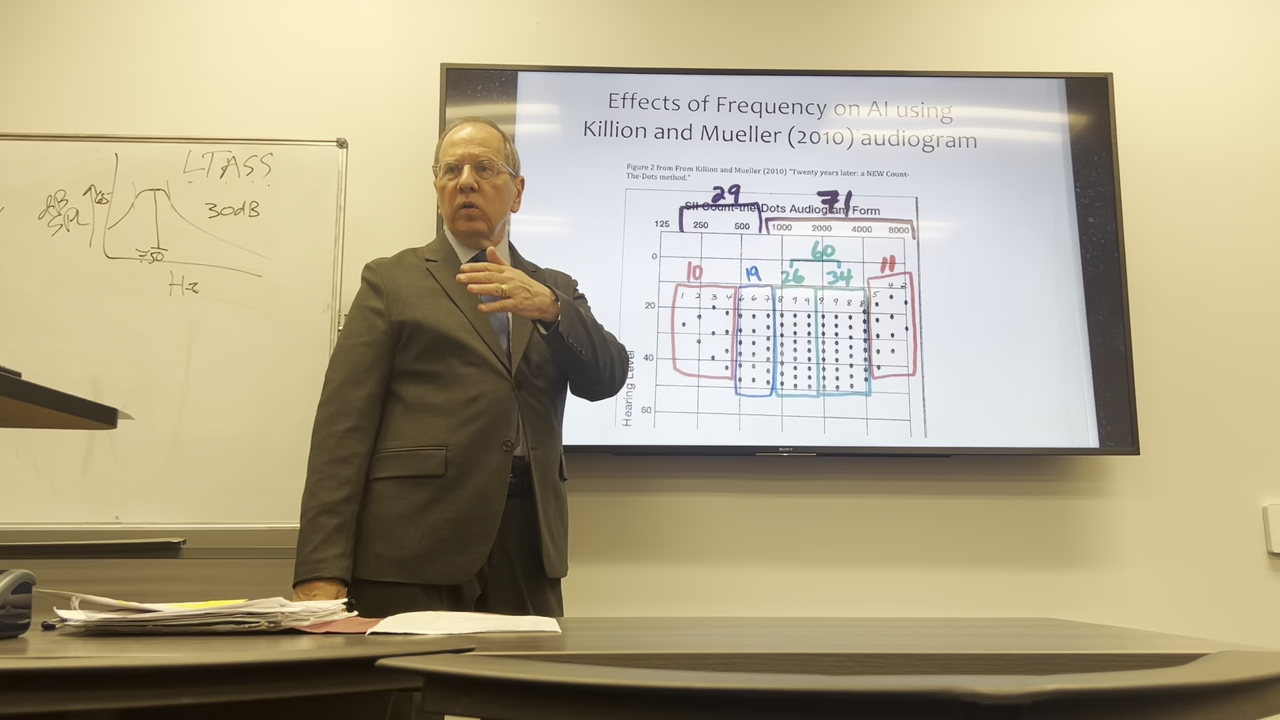 LTASS
dB
SPL
65
30dB
750
Hz
Effects of Frequency on AI using
Killion and Mueller (2010) audiogram
Figure 2 from From Killion and Mueller (2010) "Twenty years later: a NEW Count-
The-Dots method."
29 71
SII Count-the-Dots Audiogram Form
125 250 500 1000 2000 4000 8000
60
10 19 26 34 11
0
1 2 3 4 6 6 7 8 9 9 9 9 8 8 8 5 4 2
20
40
60
Hearing Level
SONY